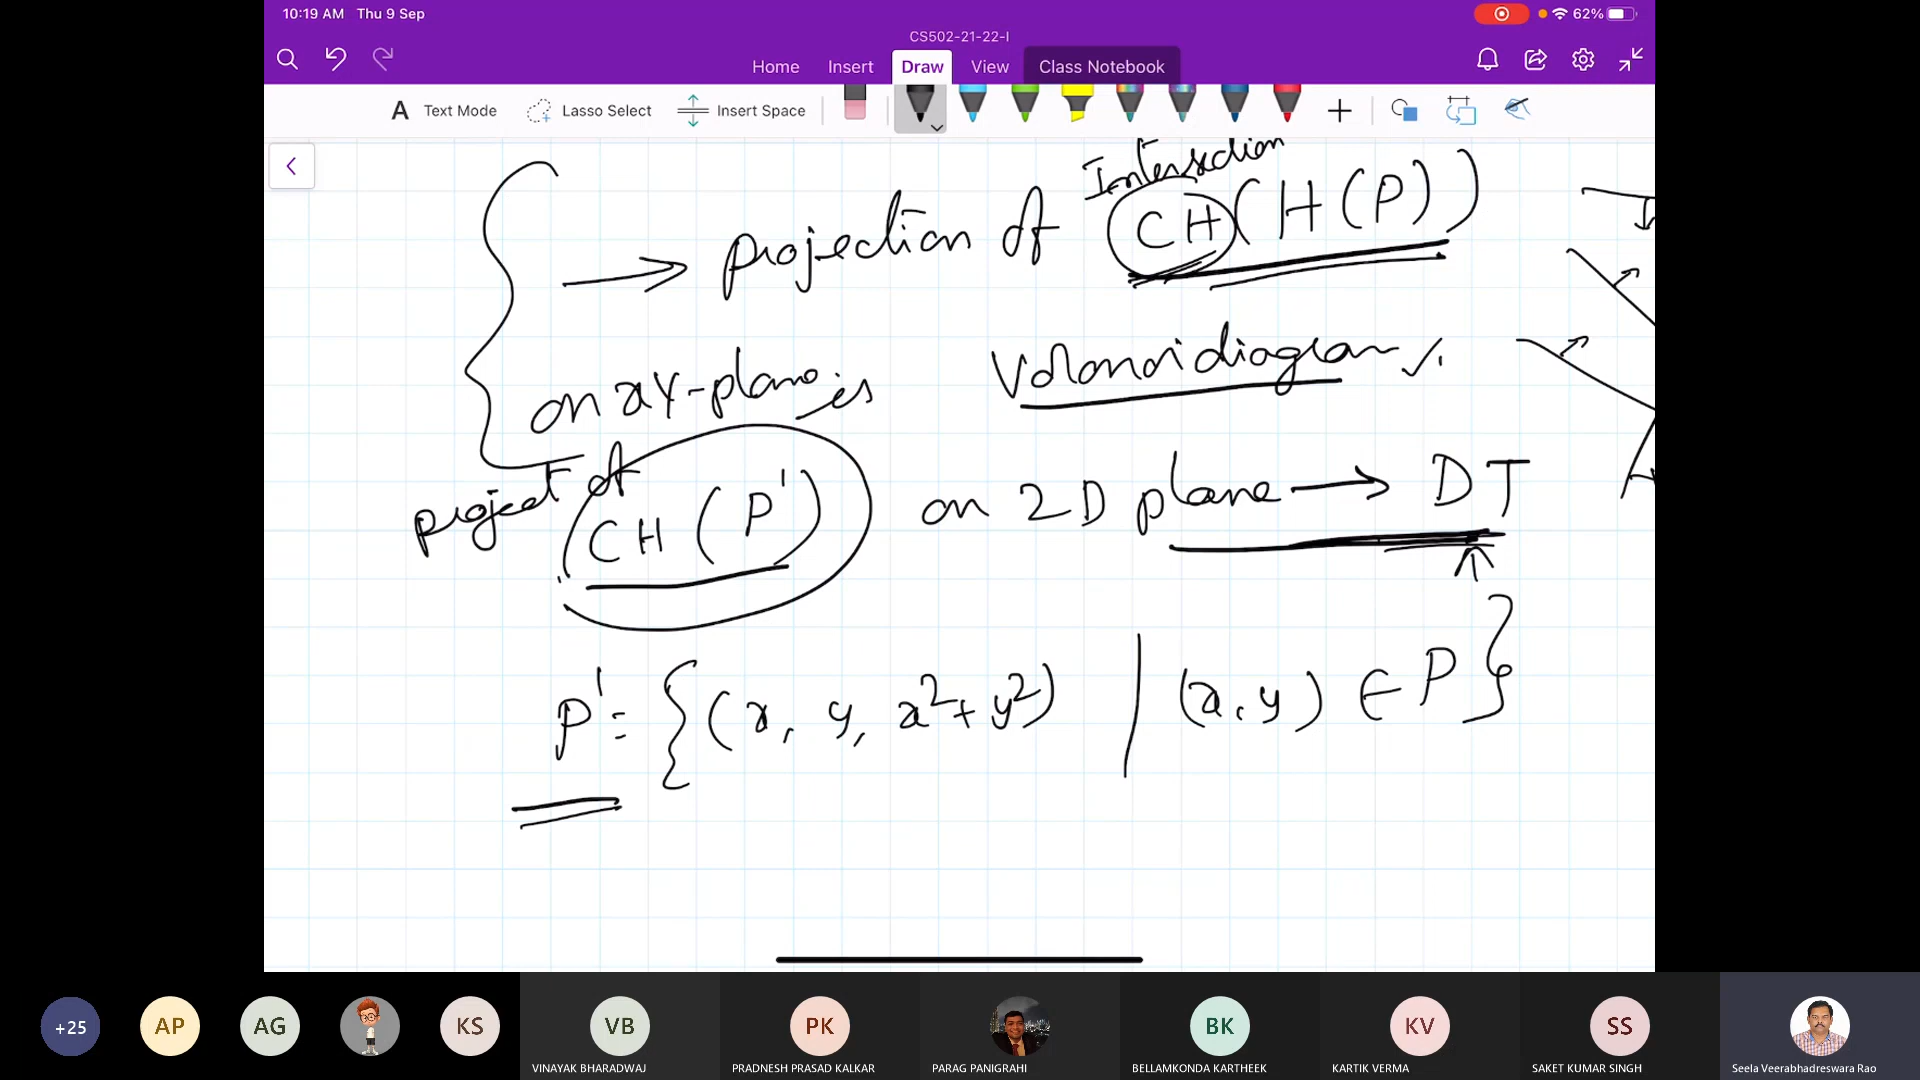 10:19 AM Thu 9 Sep
62%
CS502-21-22-I
Home Insert Draw View Class Notebook
A Text Mode Lasso Select Insert Space
Intersection
→ projection of CH(H(P))
on xy-plane is Voronoi diagram ✓.
project of
CH(P') on 2D plane → DT
P' = {(x, y, x²+y²) | (x,y) ∈ P}
+25 AP AG KS VB PK BK KV SS
VINAYAK BHARADWAJ PRADNESH PRASAD KALKAR PARAG PANIGRAHI BELLAMKONDA KARTHEEK KARTIK VERMA SAKET KUMAR SINGH Seela Veerabhadreswara Rao